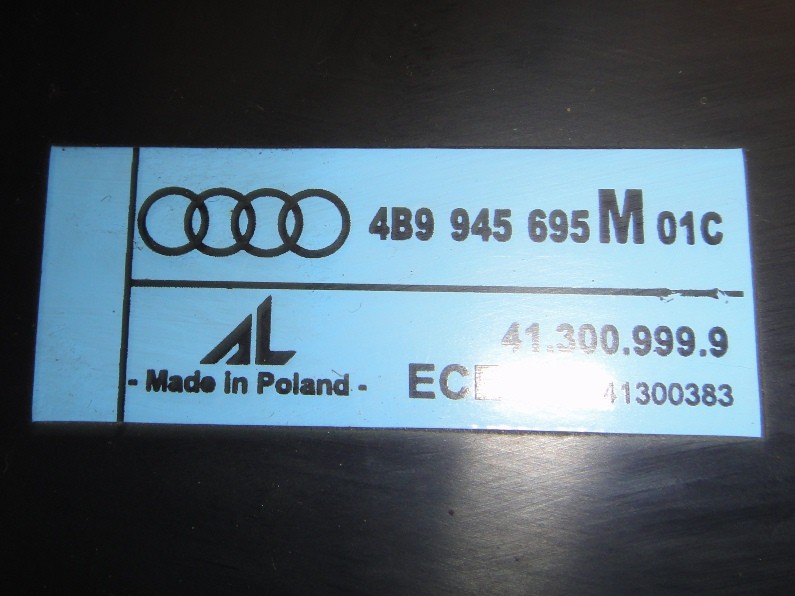 4B9 945 695 M 01C
AL
41.300.999.9
- Made in Poland -
41300383